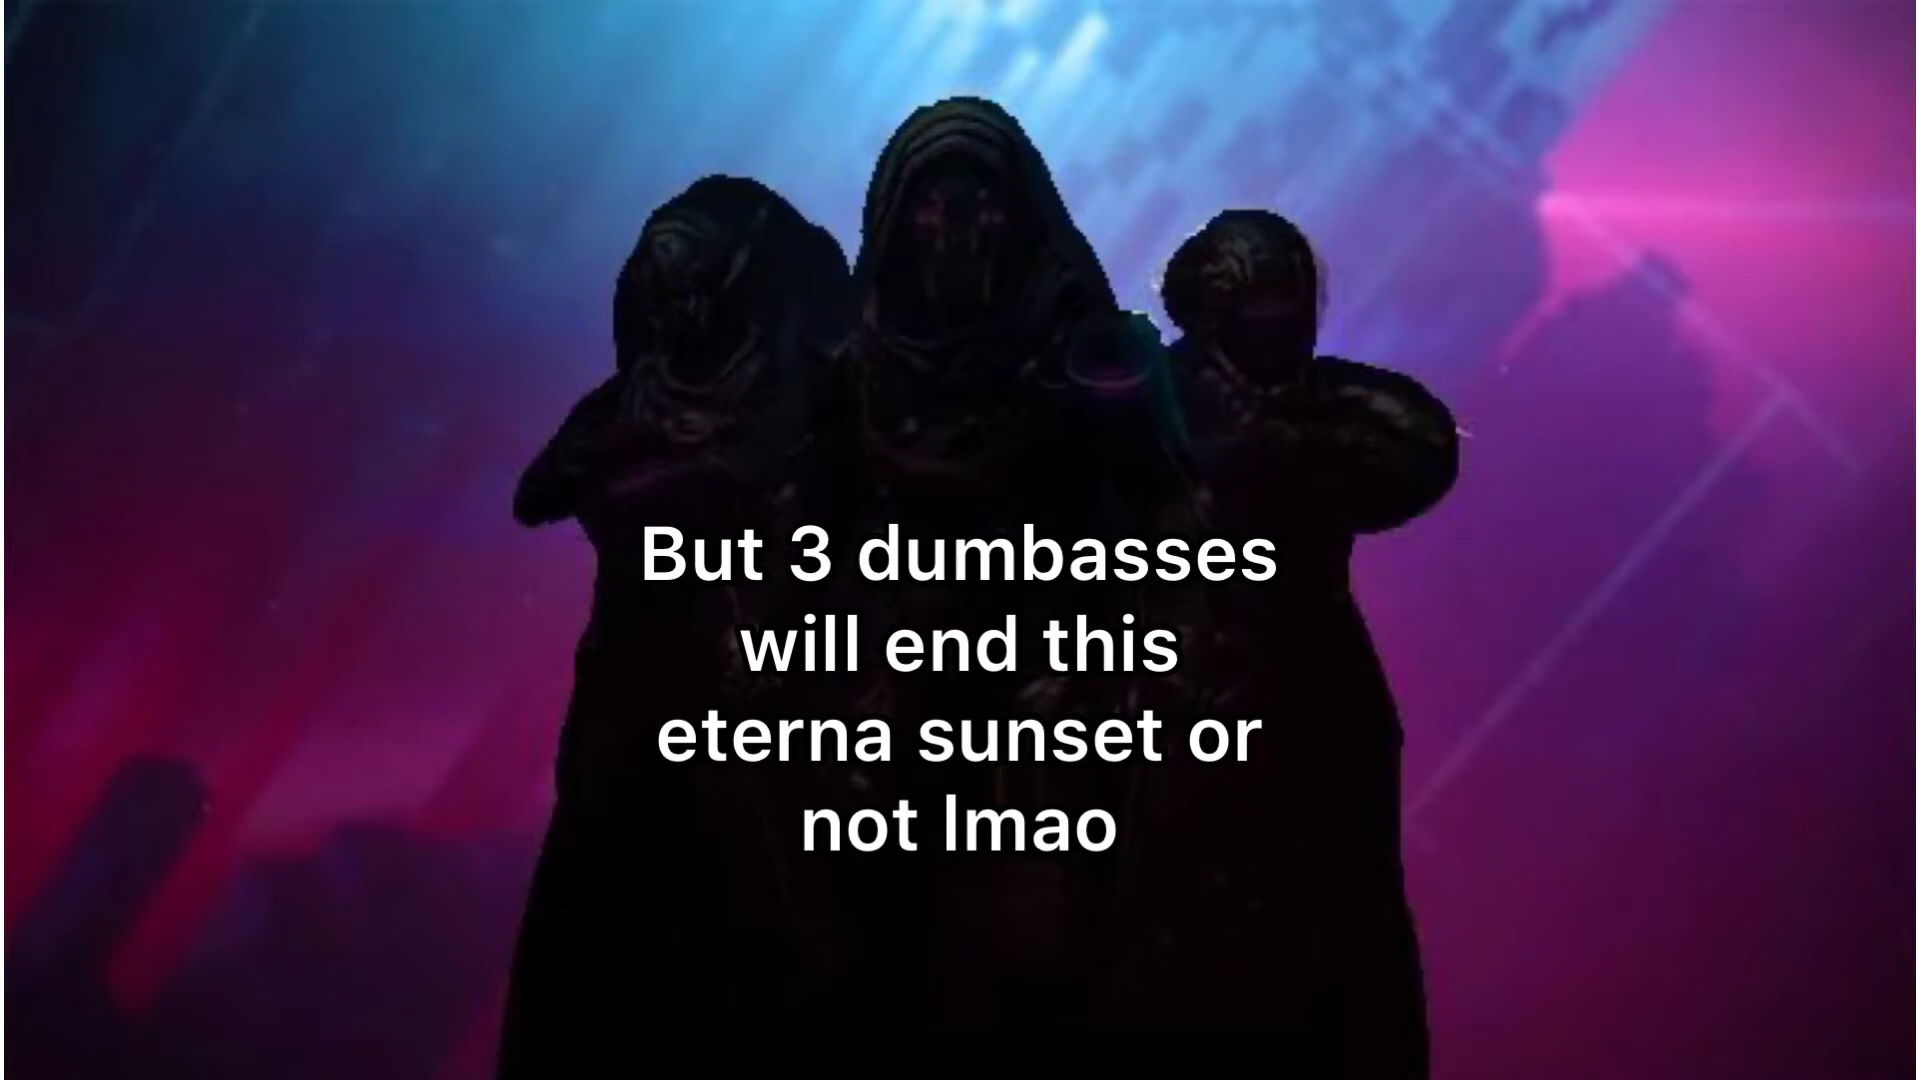 But 3 dumbasses
will end this
eterna sunset or
not lmao